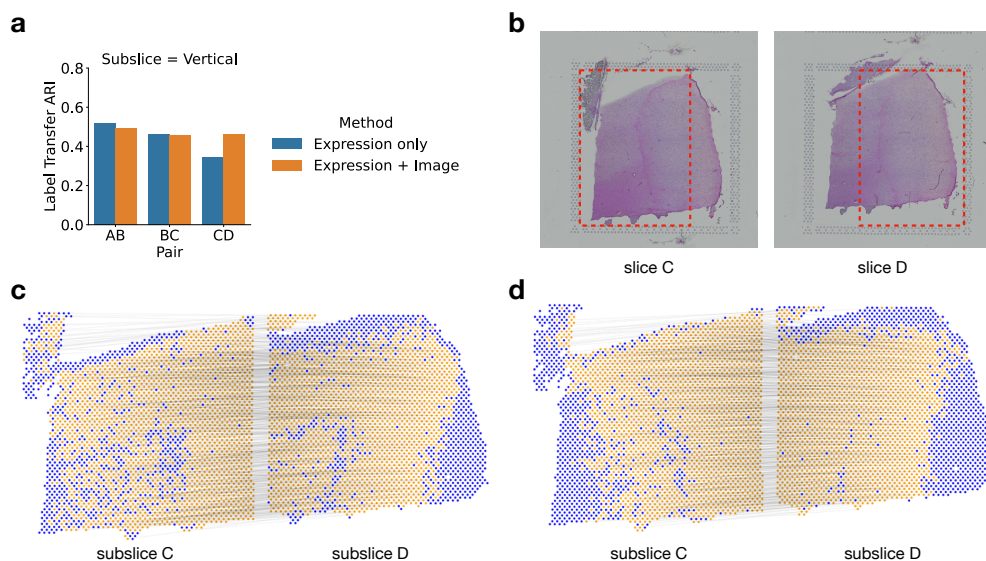 a
Subslice = Vertical
Label Transfer ARI
0.8
0.6
0.4
0.2
0.0
AB
BC
CD
Pair
Method
Expression only
Expression + Image
b
slice C
slice D
c
subslice C
subslice D
d
subslice C
subslice D